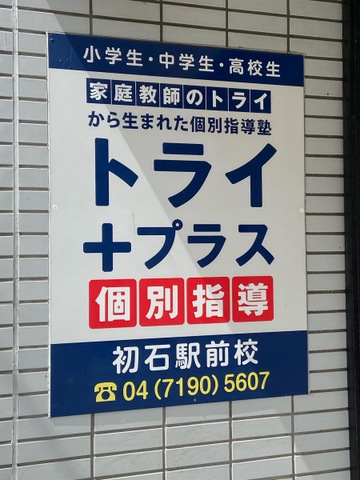 小学生・中学生・高校生
家庭教師のトライ
から生まれた個別指導塾
トライ
+プラス
個別指導
初石駅前校
☎04(7190)5607